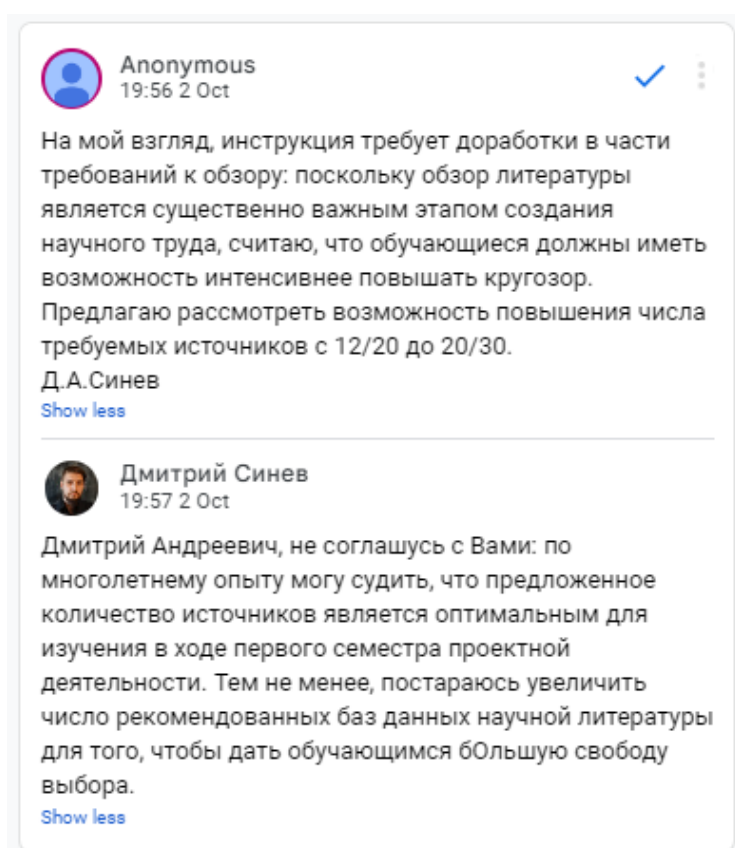 Anonymous
19:56 2 Oct
На мой взгляд, инструкция требует доработки в части
требований к обзору: поскольку обзор литературы
является существенно важным этапом создания
научного труда, считаю, что обучающиеся должны иметь
возможность интенсивнее повышать кругозор.
Предлагаю рассмотреть возможность повышения числа
требуемых источников с 12/20 до 20/30.
Д.А.Синев
Show less
Дмитрий Синев
19:57 2 Oct
Дмитрий Андреевич, не соглашусь с Вами: по
многолетнему опыту могу судить, что предложенное
количество источников является оптимальным для
изучения в ходе первого семестра проектной
деятельности. Тем не менее, постараюсь увеличить
число рекомендованных баз данных научной литературы
для того, чтобы дать обучающимся бОльшую свободу
выбора.
Show less